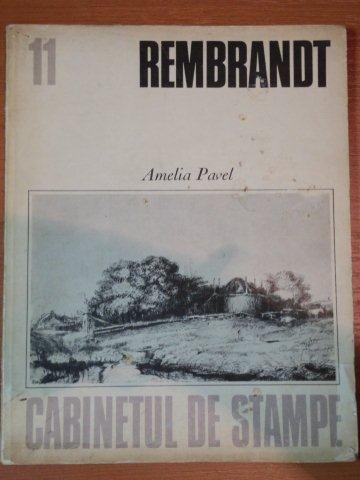 11 REMBRANDT
Amelia Pavel
CABINETUL DE STAMPE